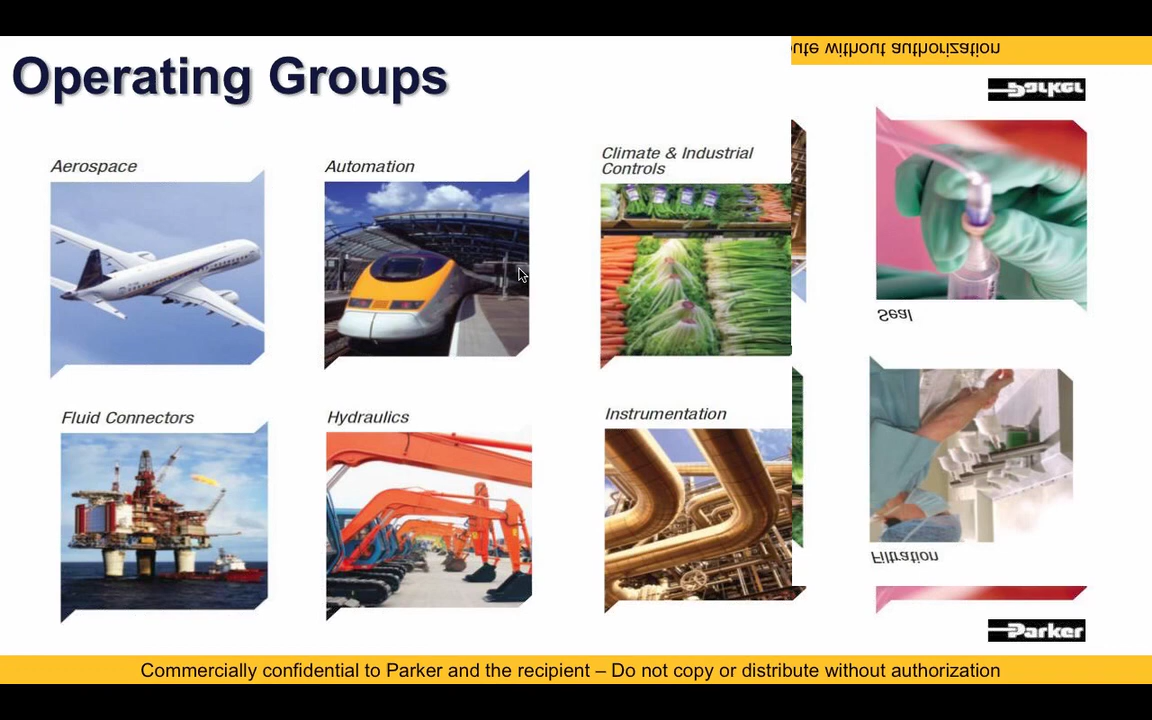 Operating Groups
ute without authorization
Parker
Aerospace
Automation
Climate & Industrial
Controls
Seal
Fluid Connectors
Hydraulics
Instrumentation
Filtration
Parker
Commercially confidential to Parker and the recipient – Do not copy or distribute without authorization